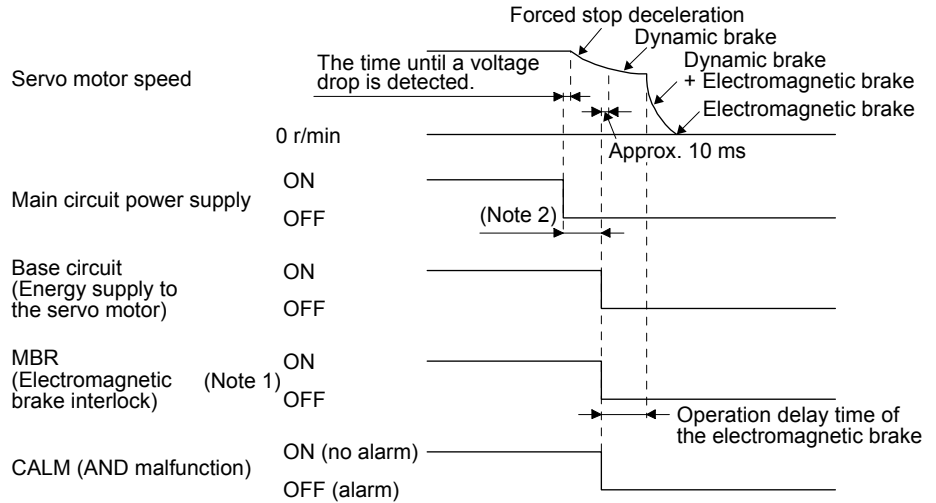 Forced stop deceleration
Dynamic brake
The time until a voltage
drop is detected.
Dynamic brake
+ Electromagnetic brake
Servo motor speed
Electromagnetic brake
0 r/min
Approx. 10 ms
ON
Main circuit power supply
OFF
(Note 2)
Base circuit
(Energy supply to
the servo motor)
ON
OFF
MBR
(Electromagnetic
brake interlock)
(Note 1)
ON
OFF
Operation delay time of
the electromagnetic brake
CALM (AND malfunction)
ON (no alarm)
OFF (alarm)